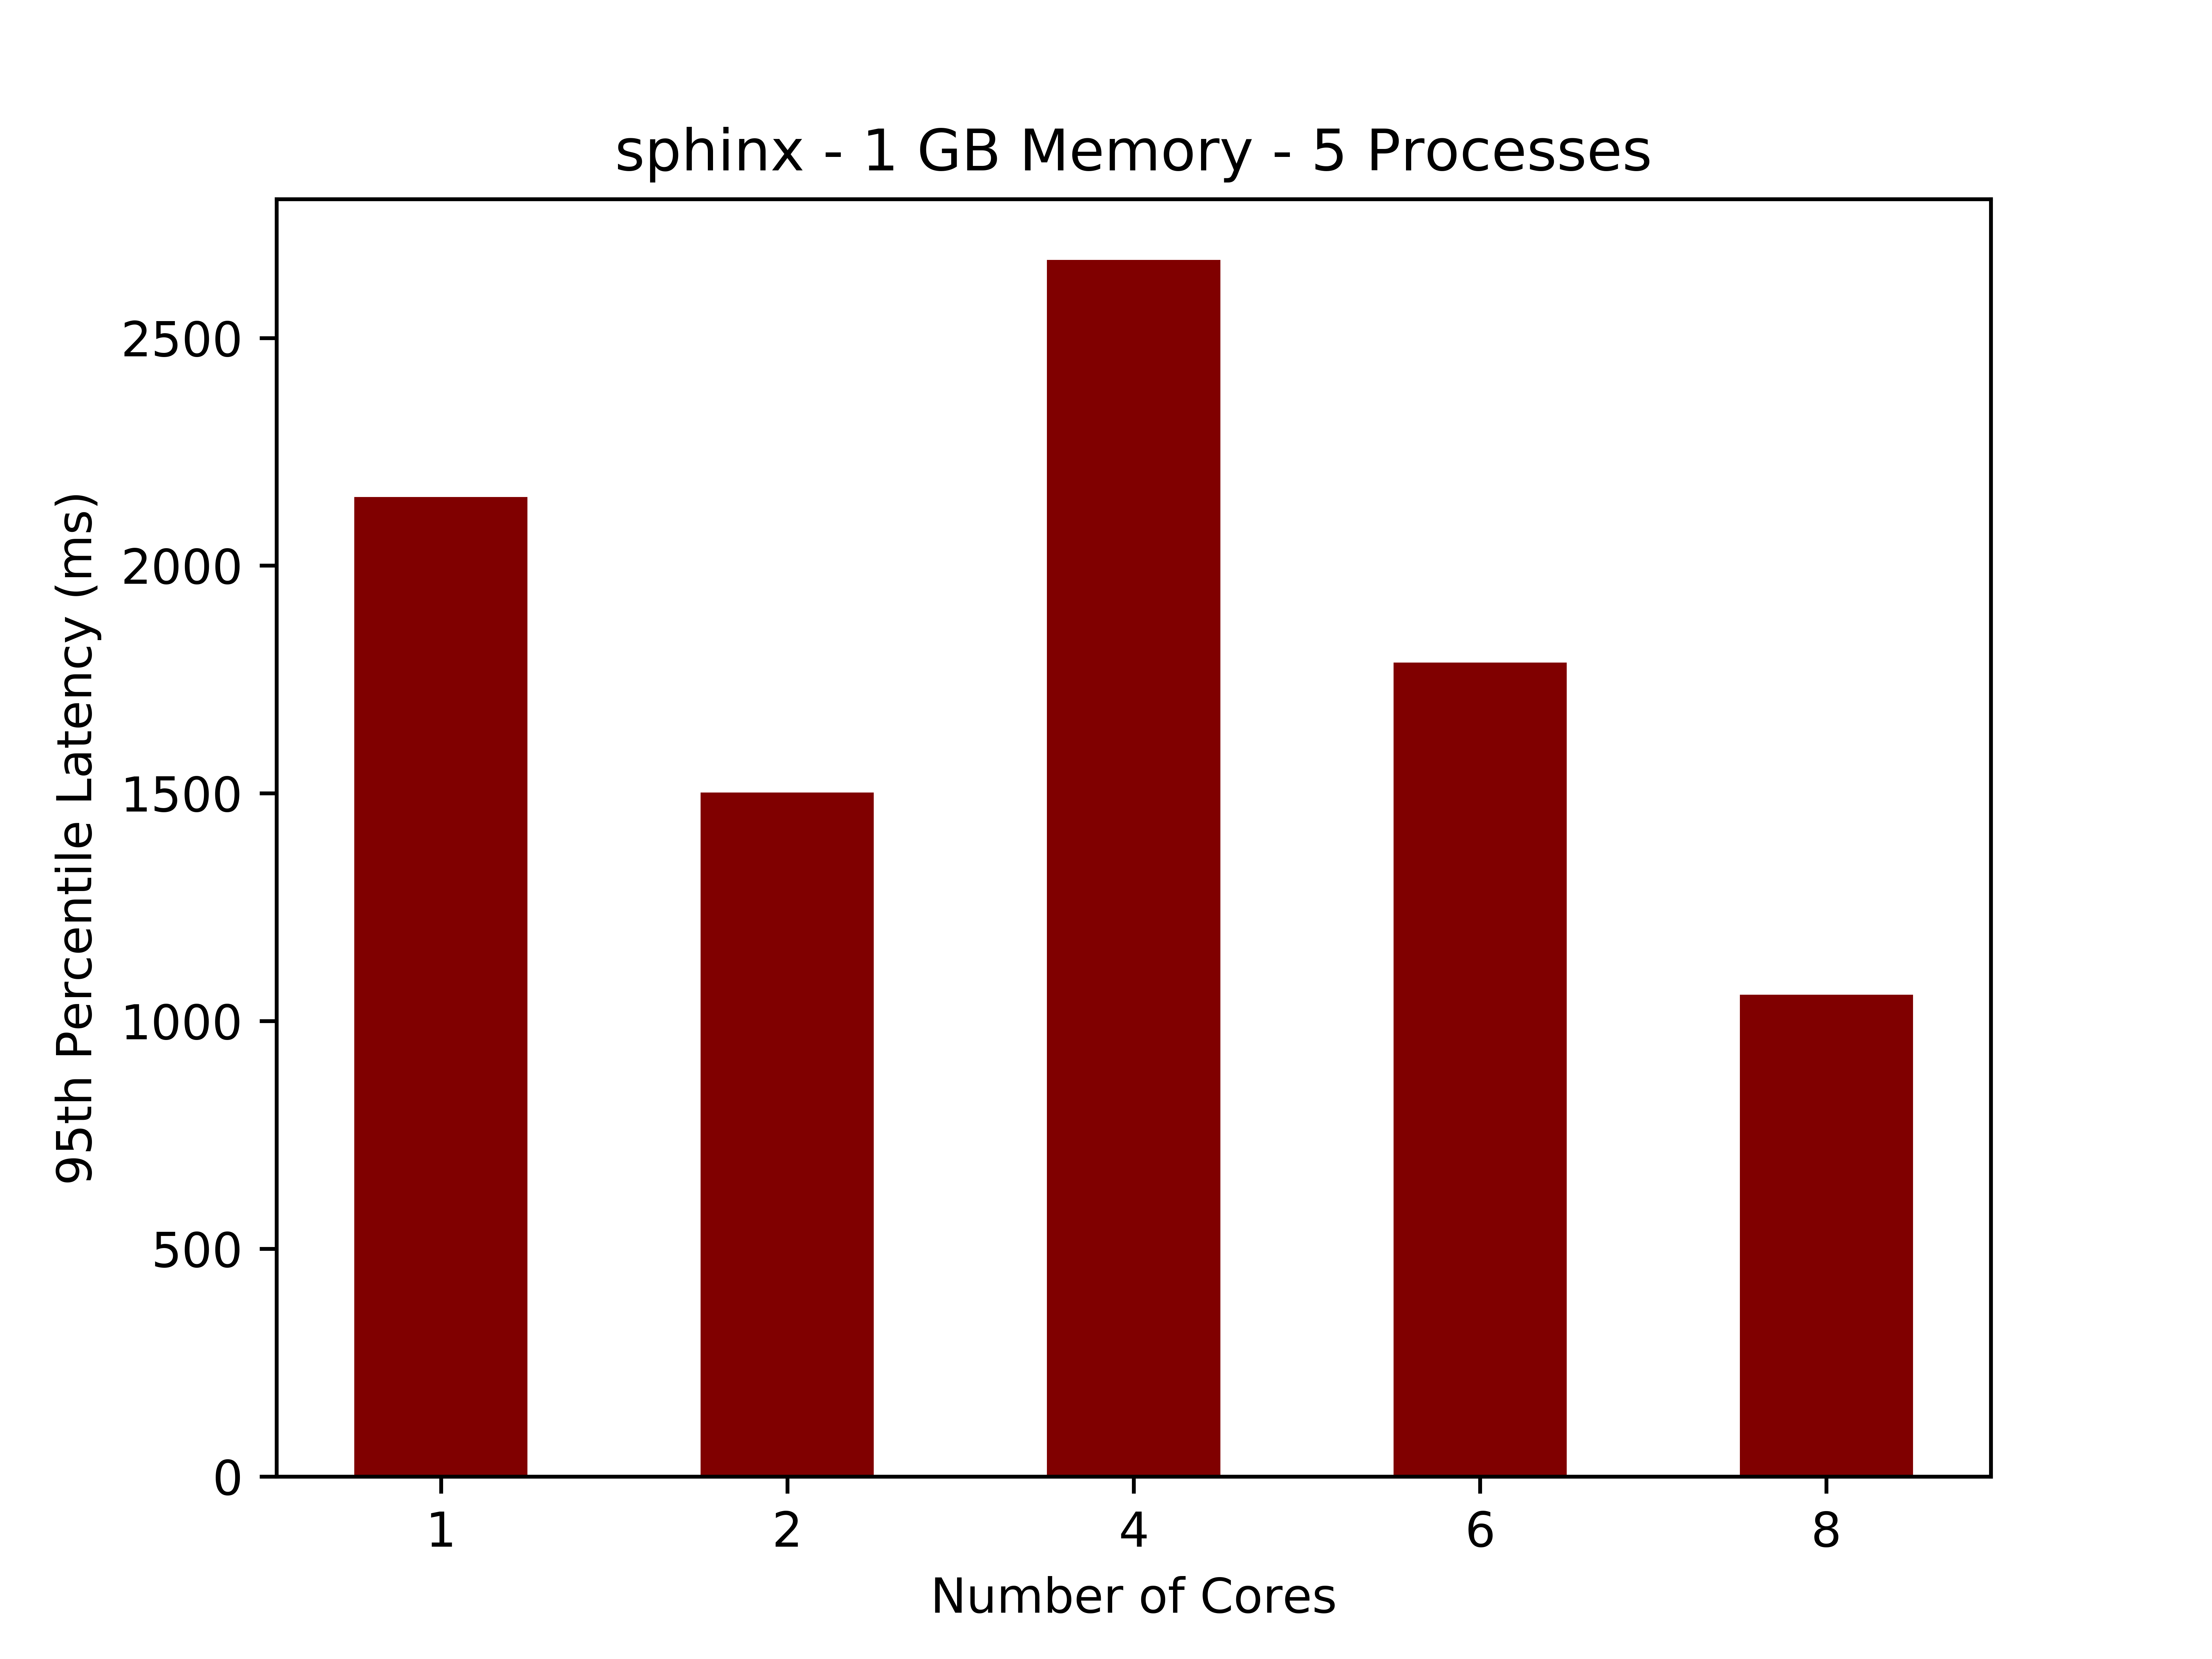 sphinx - 1 GB Memory - 5 Processes
95th Percentile Latency (ms)
2500
2000
1500
1000
500
0
1 2 4 6 8
Number of Cores